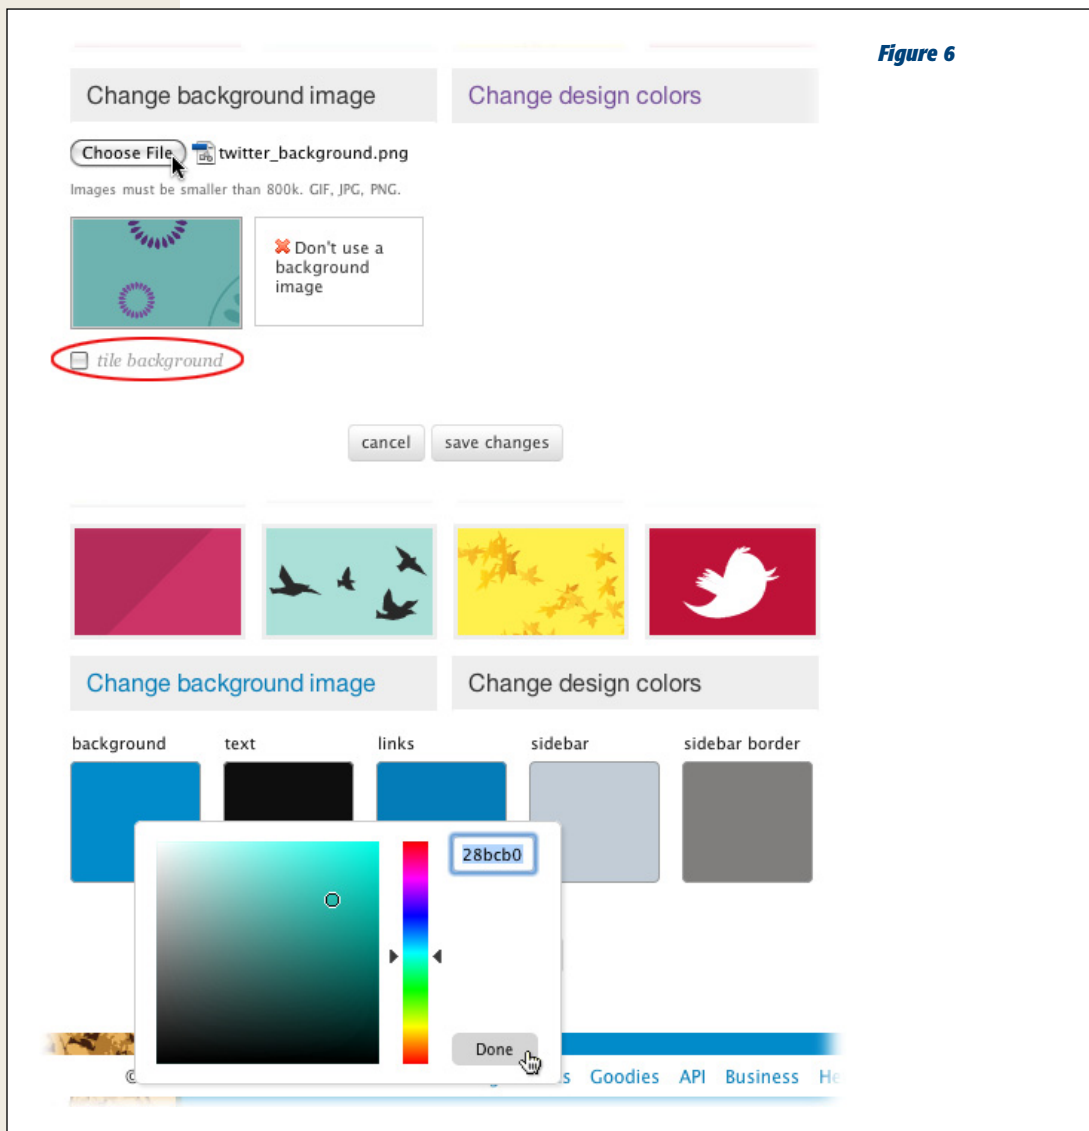 Figure 6
Change background image
Change design colors
Choose File twitter_background.png
Images must be smaller than 800k. GIF, JPG, PNG.
Don't use a
background
image
tile background
cancel
save changes
Change background image
Change design colors
background
text
links
sidebar
sidebar border
28bcb0
Done
© Goodies API Business